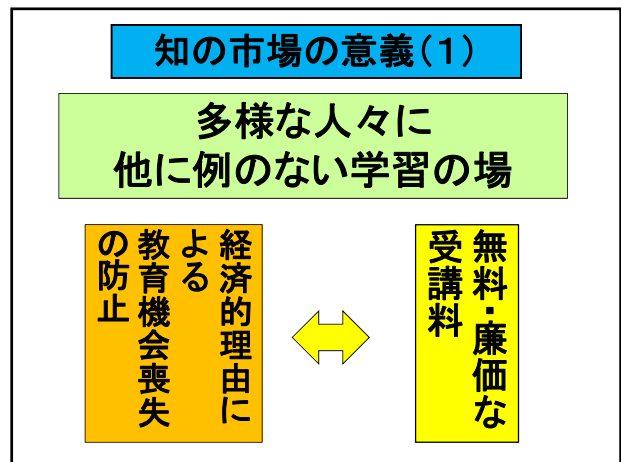 知の市場の意義(1)
多様な人々に
他に例のない学習の場
経済的理由に
よる
教育機会喪失
の防止
無料・廉価な
受講料